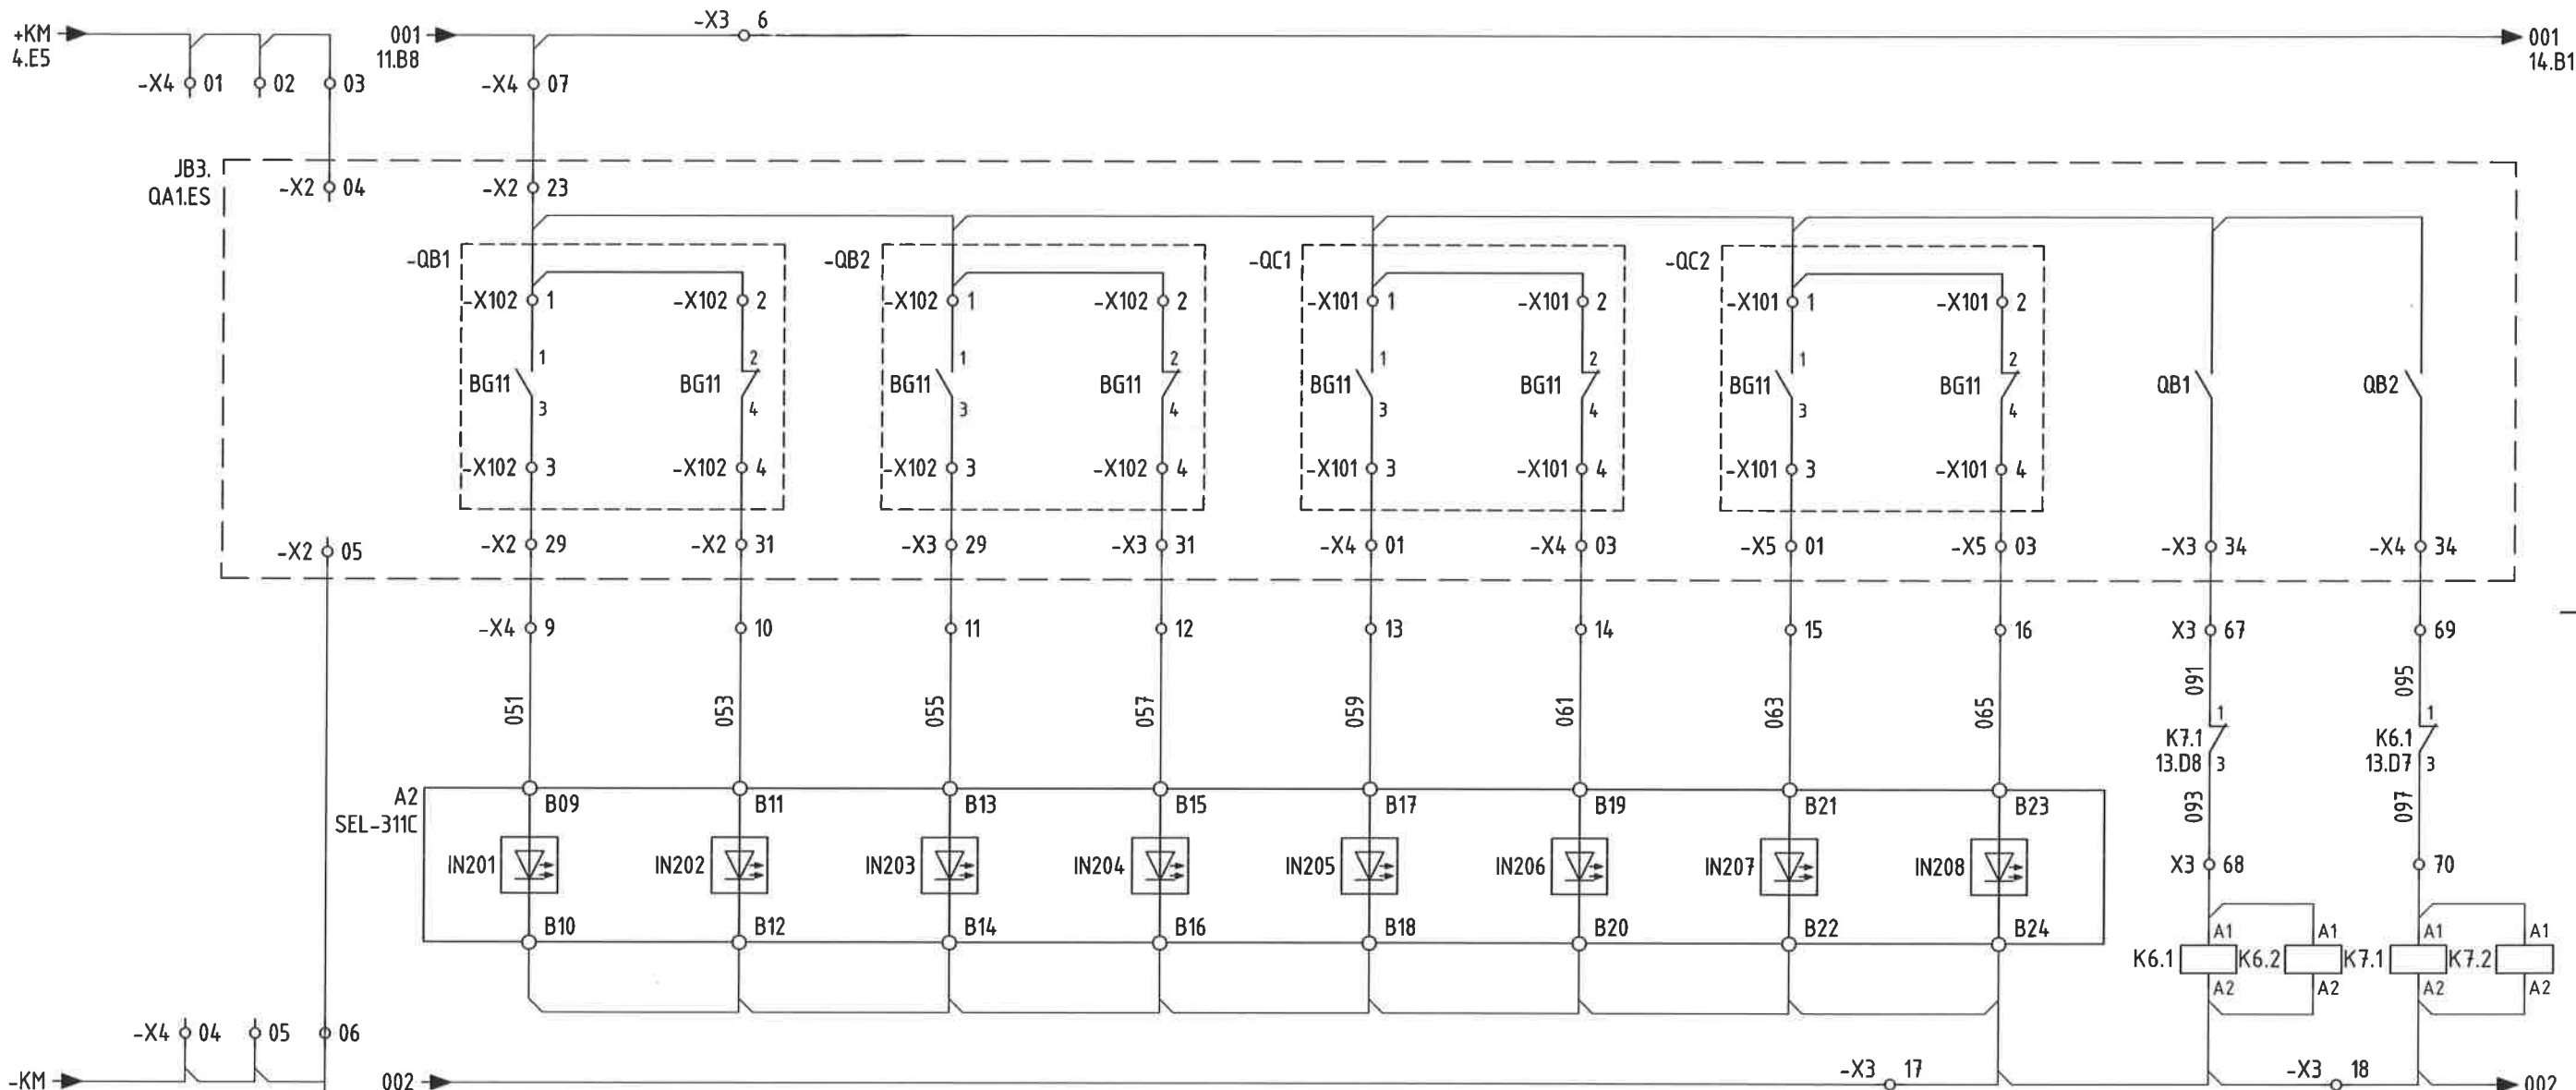 +KM
4.E5
001
11.B8
-X3 6
001
14.B1
-X4 01 02 03
-X4 07
JB3.
QA1.ES
-X2 04
-X2 23
-QB1
-QB2
-QC1
-QC2
-X102 1 -X102 2 -X102 1 -X102 2 -X101 1 -X101 2 -X101 1 -X101 2
1 2 1 2 1 2 1 2
BG11 BG11 BG11 BG11 BG11 BG11 BG11 BG11 QB1 QB2
3 4 3 4 3 4 3 4
-X102 3 -X102 4 -X102 3 -X102 4 -X101 3 -X101 4 -X101 3 -X101 4
-X2 05 -X2 29 -X2 31 -X3 29 -X3 31 -X4 01 -X4 03 -X5 01 -X5 03 -X3 34 -X4 34
-X4 9 10 11 12 13 14 15 16 X3 67 69
051 053 055 057 059 061 063 065 091 095
1 1
K7.1 K6.1
13.D8 3 13.D7 3
093 097
A2
SEL-311C
B09 B11 B13 B15 B17 B19 B21 B23
IN201 IN202 IN203 IN204 IN205 IN206 IN207 IN208 X3 68 70
B10 B12 B14 B16 B18 B20 B22 B24
A1 A1 A1 A1
K6.1 K6.2 K7.1 K7.2
A2 A2 A2 A2
-X4 04 05 06
-KM
002
-X3 17
-X3 18
002